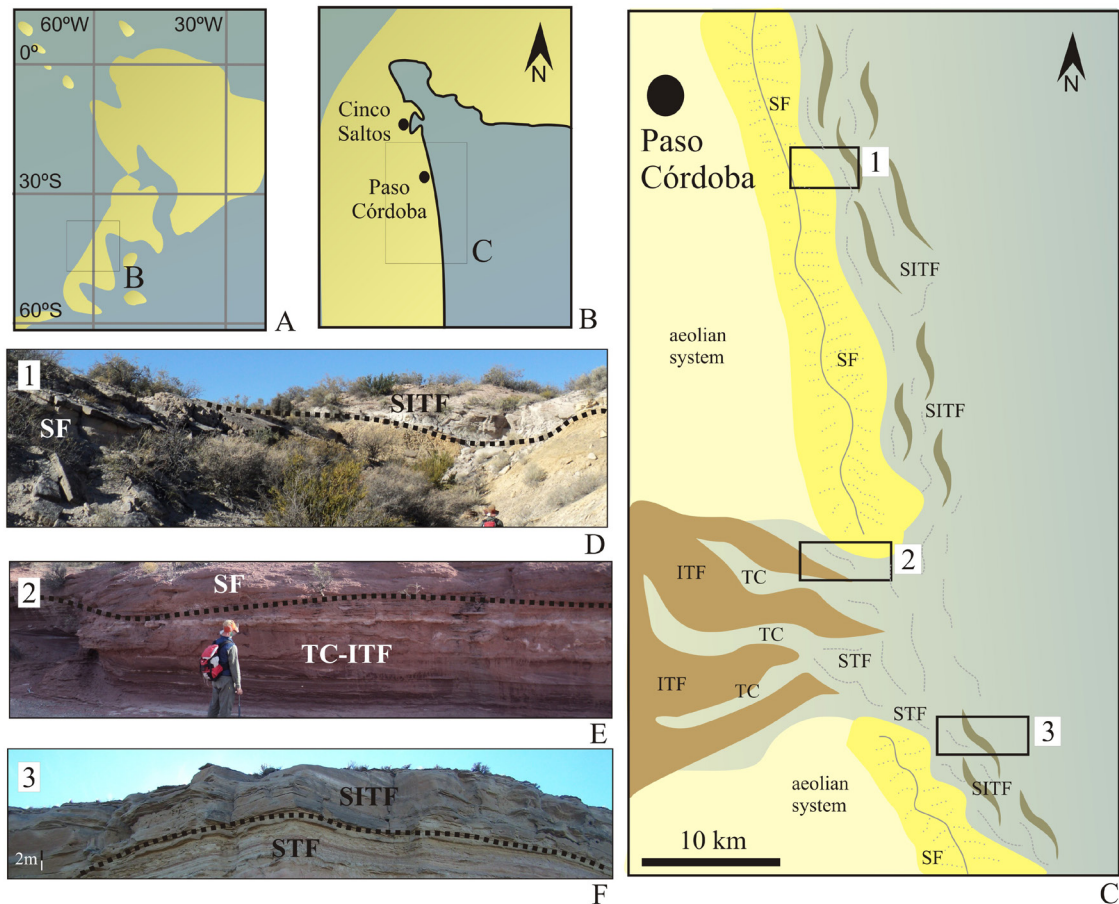 60ºW
30ºW
0º
30ºS
60ºS
B
A
N
Cinco
Saltos
Paso
Córdoba
C
B
1
SF
SITF
D
2
SF
TC-ITF
E
3
SITF
STF
2m
F
N
SF
Paso
Córdoba
1
SITF
aeolian
system
SF
SITF
2
ITF
TC
TC
STF
ITF
TC
STF
3
SITF
aeolian
system
10 km
SF
C